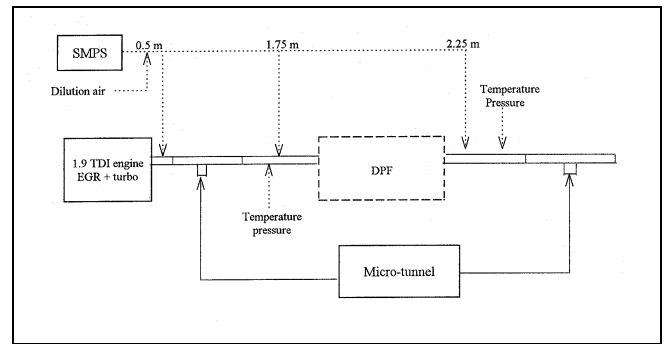 SMPS
0.5 m
1.75 m
2.25 m
Dilution air
Temperature
Pressure
1.9 TDI engine
EGR + turbo
DPF
Temperature
pressure
Micro-tunnel